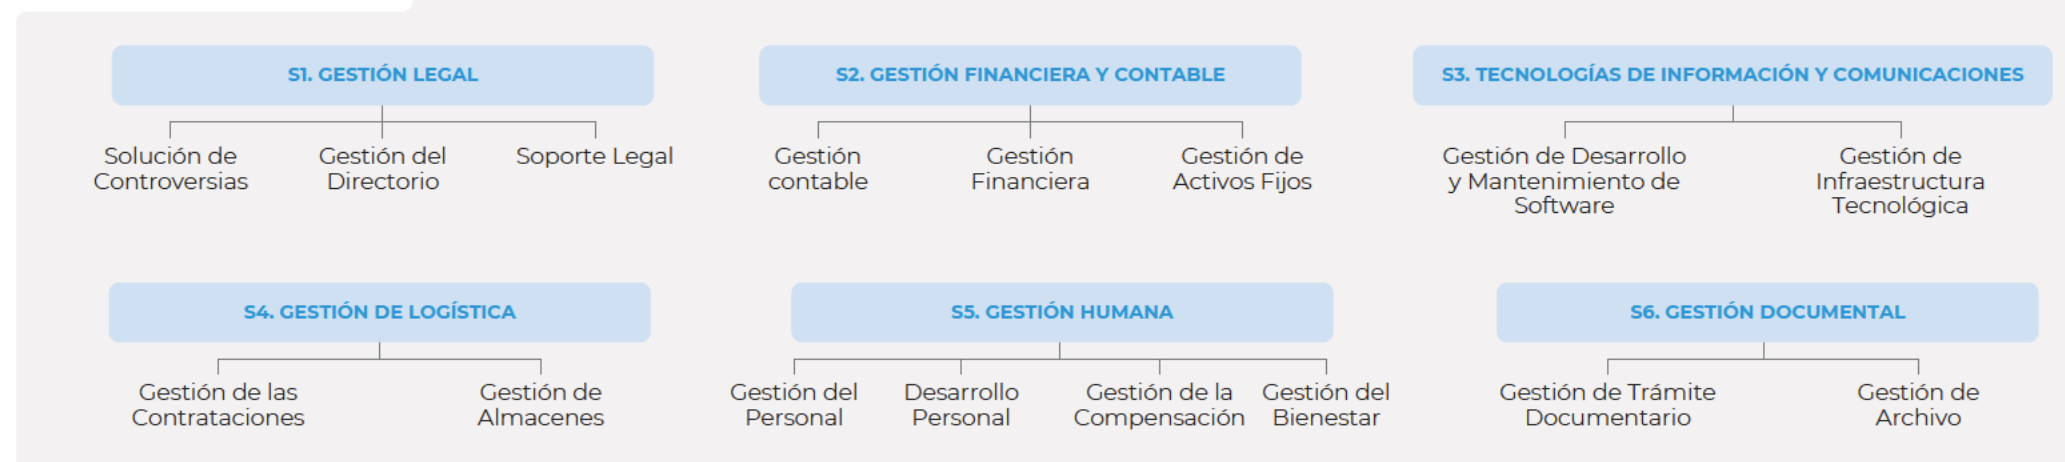 S1. GESTIÓN LEGAL
Solución de
Controversias
Gestión del
Directorio
Soporte Legal
S2. GESTIÓN FINANCIERA Y CONTABLE
Gestión
contable
Gestión
Financiera
Gestión de
Activos Fijos
S3. TECNOLOGÍAS DE INFORMACIÓN Y COMUNICACIONES
Gestión de Desarrollo
y Mantenimiento de
Software
Gestión de
Infraestructura
Tecnológica
S4. GESTIÓN DE LOGÍSTICA
Gestión de las
Contrataciones
Gestión de
Almacenes
S5. GESTIÓN HUMANA
Gestión del
Personal
Desarrollo
Personal
Gestión de la
Compensación
Gestión del
Bienestar
S6. GESTIÓN DOCUMENTAL
Gestión de Trámite
Documentario
Gestión de
Archivo